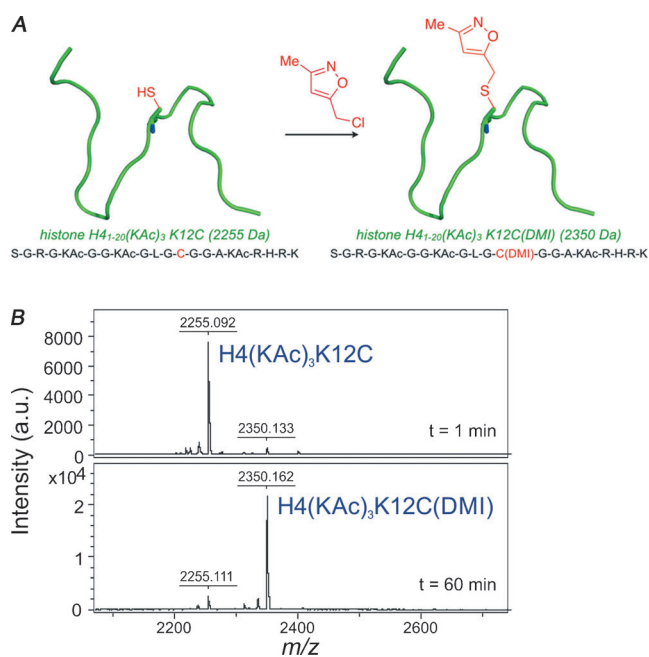 A
Me
N
O
HS
Cl
Me
N
O
S
histone H4₁₋₂₀(KAc)₃ K12C (2255 Da)
S-G-R-G-KAc-G-G-KAc-G-L-G-C-G-G-A-KAc-R-H-R-K
histone H4₁₋₂₀(KAc)₃ K12C(DMI) (2350 Da)
S-G-R-G-KAc-G-G-KAc-G-L-G-C(DMI)-G-G-A-KAc-R-H-R-K
B
Intensity (a.u.)
8000
6000
4000
2000
0
2255.092
H4(KAc)₃K12C
2350.133
t = 1 min
x10⁴
2
1
0
2350.162
H4(KAc)₃K12C(DMI)
2255.111
t = 60 min
2200
2400
2600
m/z